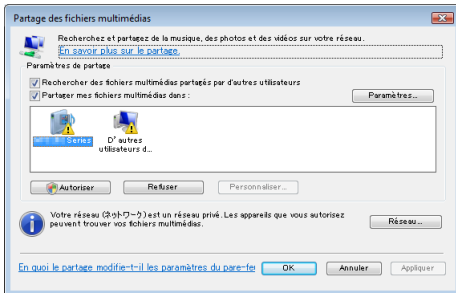 Partage des fichiers multimédias
Recherchez et partagez de la musique, des photos et des vidéos sur votre réseau.
En savoir plus sur le partage.
Paramètres de partage
Rechercher des fichiers multimédias partagés par d'autres utilisateurs
Partager mes fichiers multimédias dans :
Paramètres...
Series
D'autres
utilisateurs d...
Autoriser
Refuser
Personnaliser...
Votre réseau (ネットワーク) est un réseau privé. Les appareils que vous autorisez
peuvent trouver vos fichiers multimédias.
Réseau...
En quoi le partage modifie-t-il les paramètres du pare-fe
OK
Annuler
Appliquer